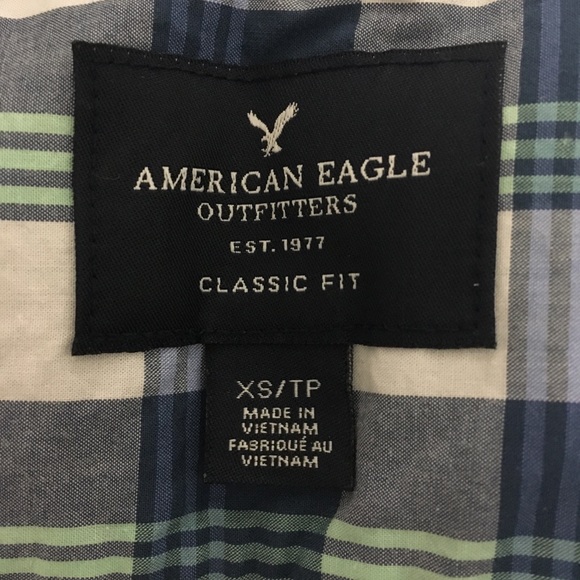 AMERICAN EAGLE
OUTFITTERS
EST. 1977
CLASSIC FIT
XS/TP
MADE IN
VIETNAM
FABRIQUÉ AU
VIETNAM